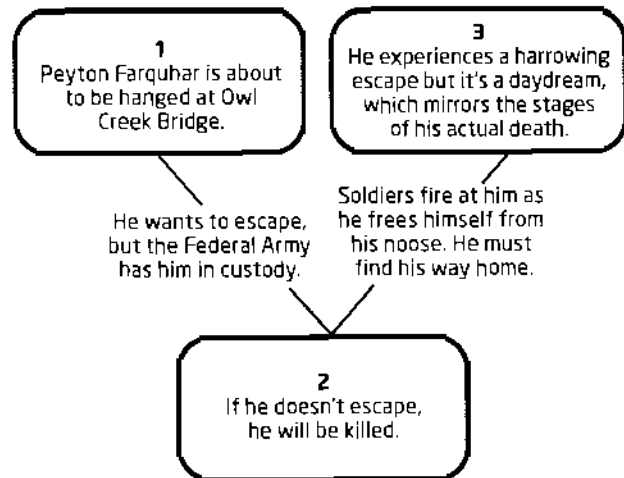 1
Peyton Farquhar is about
to be hanged at Owl
Creek Bridge.
He wants to escape,
but the Federal Army
has him in custody.
2
If he doesn't escape,
he will be killed.
Soldiers fire at him as
he frees himself from
his noose. He must
find his way home.
3
He experiences a harrowing
escape but it's a daydream,
which mirrors the stages
of his actual death.